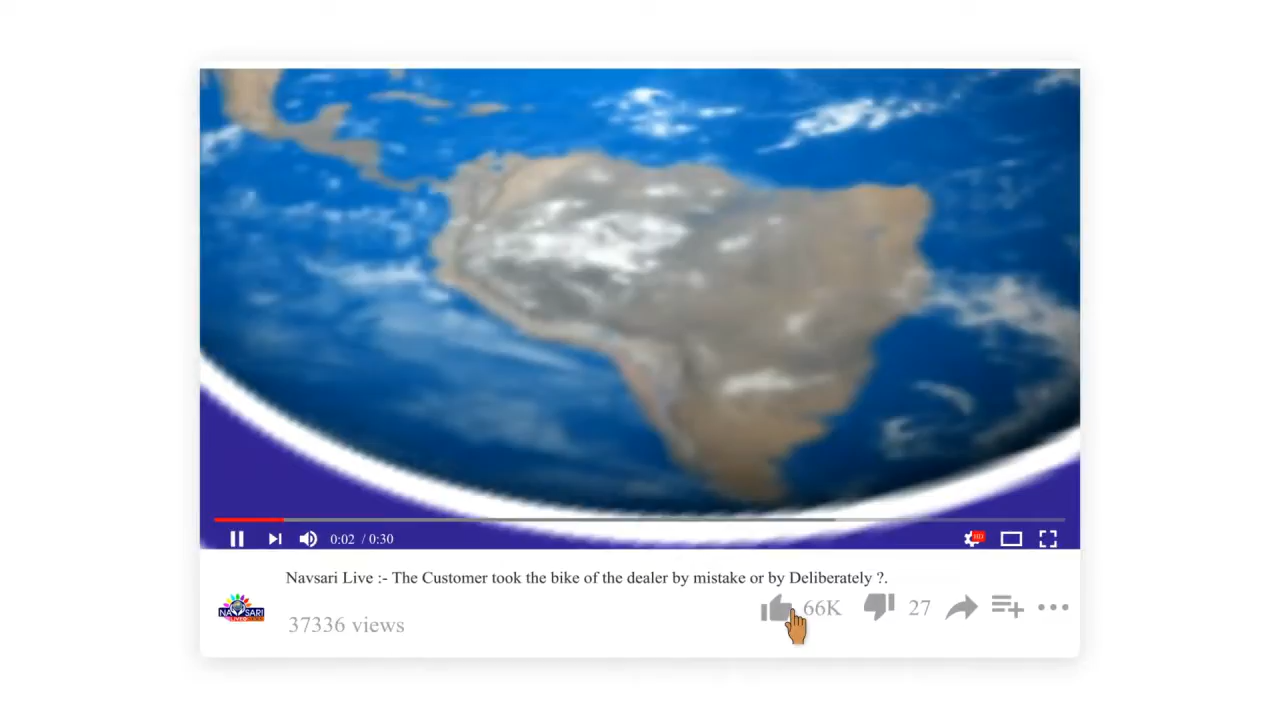 0:02 / 0:30
HD
Navsari Live :- The Customer took the bike of the dealer by mistake or by Deliberately ?.
NAVSARI
66K
27
37336 views